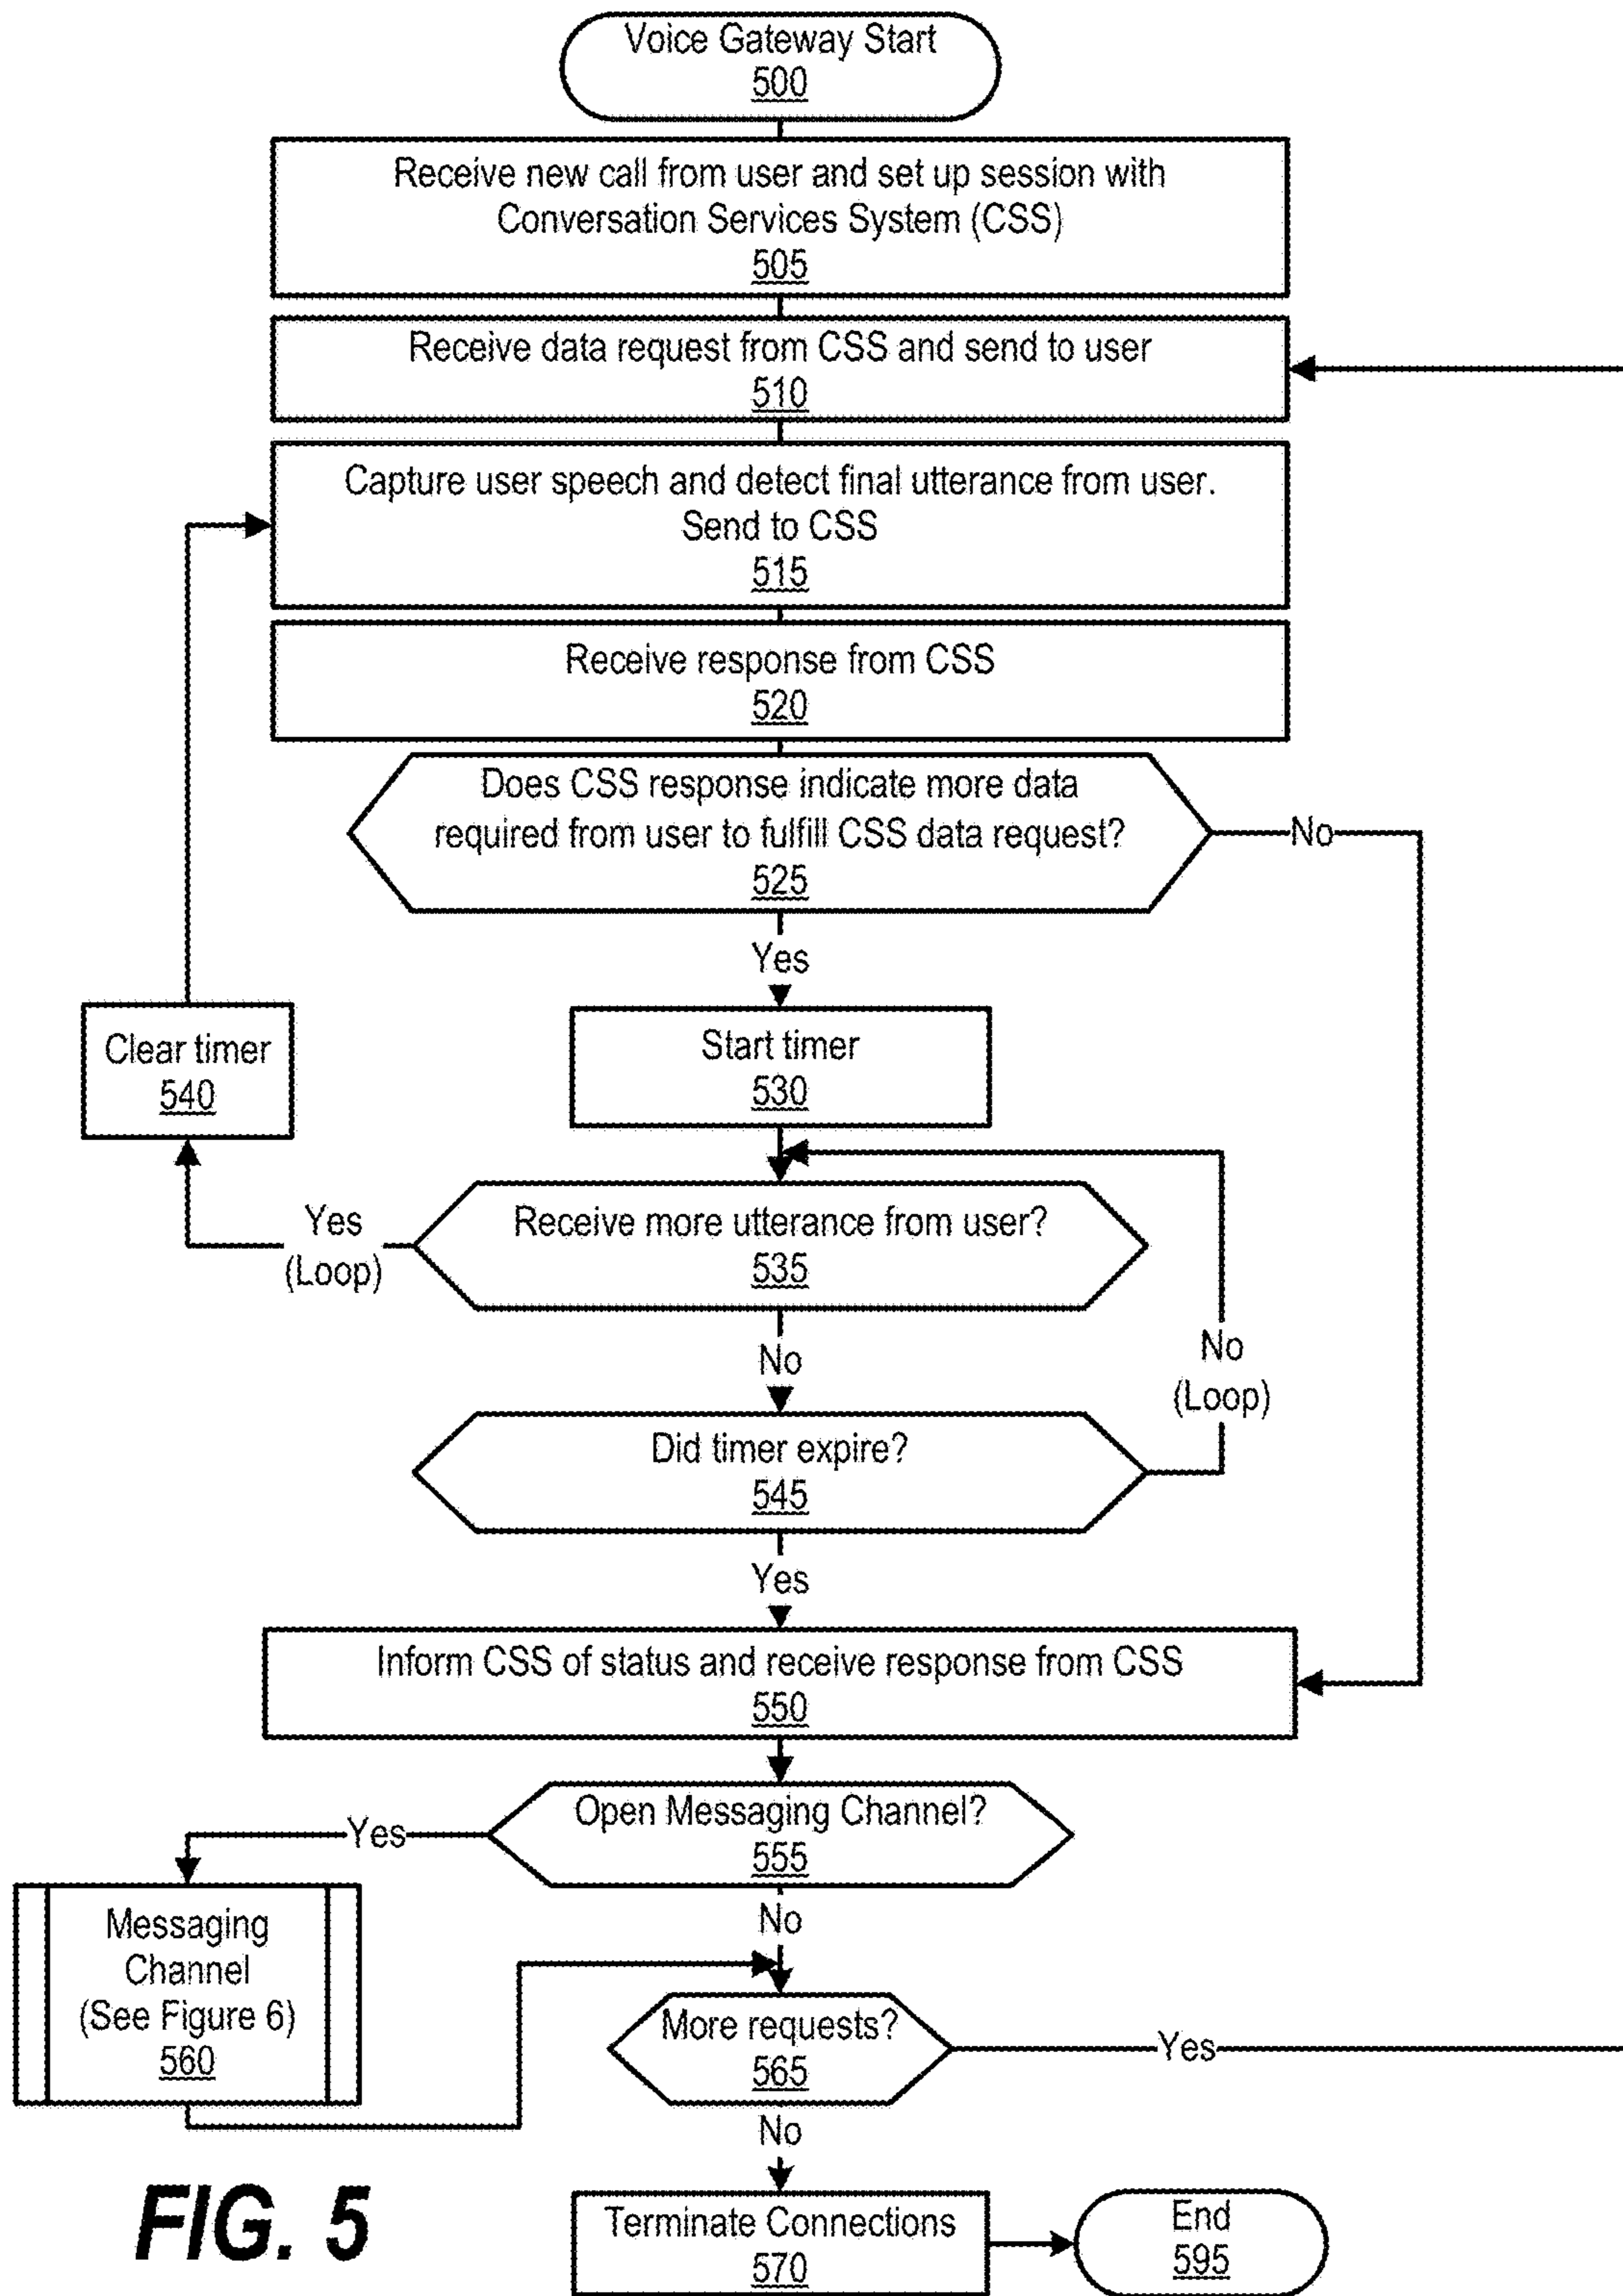 Voice Gateway Start
500
Receive new call from user and set up session with
Conversation Services System (CSS)
505
Receive data request from CSS and send to user
510
Capture user speech and detect final utterance from user.
Send to CSS
515
Receive response from CSS
520
Does CSS response indicate more data
required from user to fulfill CSS data request?
525
No
Yes
Clear timer
540
Start timer
530
Yes
(Loop)
Receive more utterance from user?
535
No
No
(Loop)
Did timer expire?
545
Yes
Inform CSS of status and receive response from CSS
550
Open Messaging Channel?
555
Yes
No
Messaging
Channel
(See Figure 6)
560
More requests?
565
Yes
No
Terminate Connections
570
End
595
FIG. 5